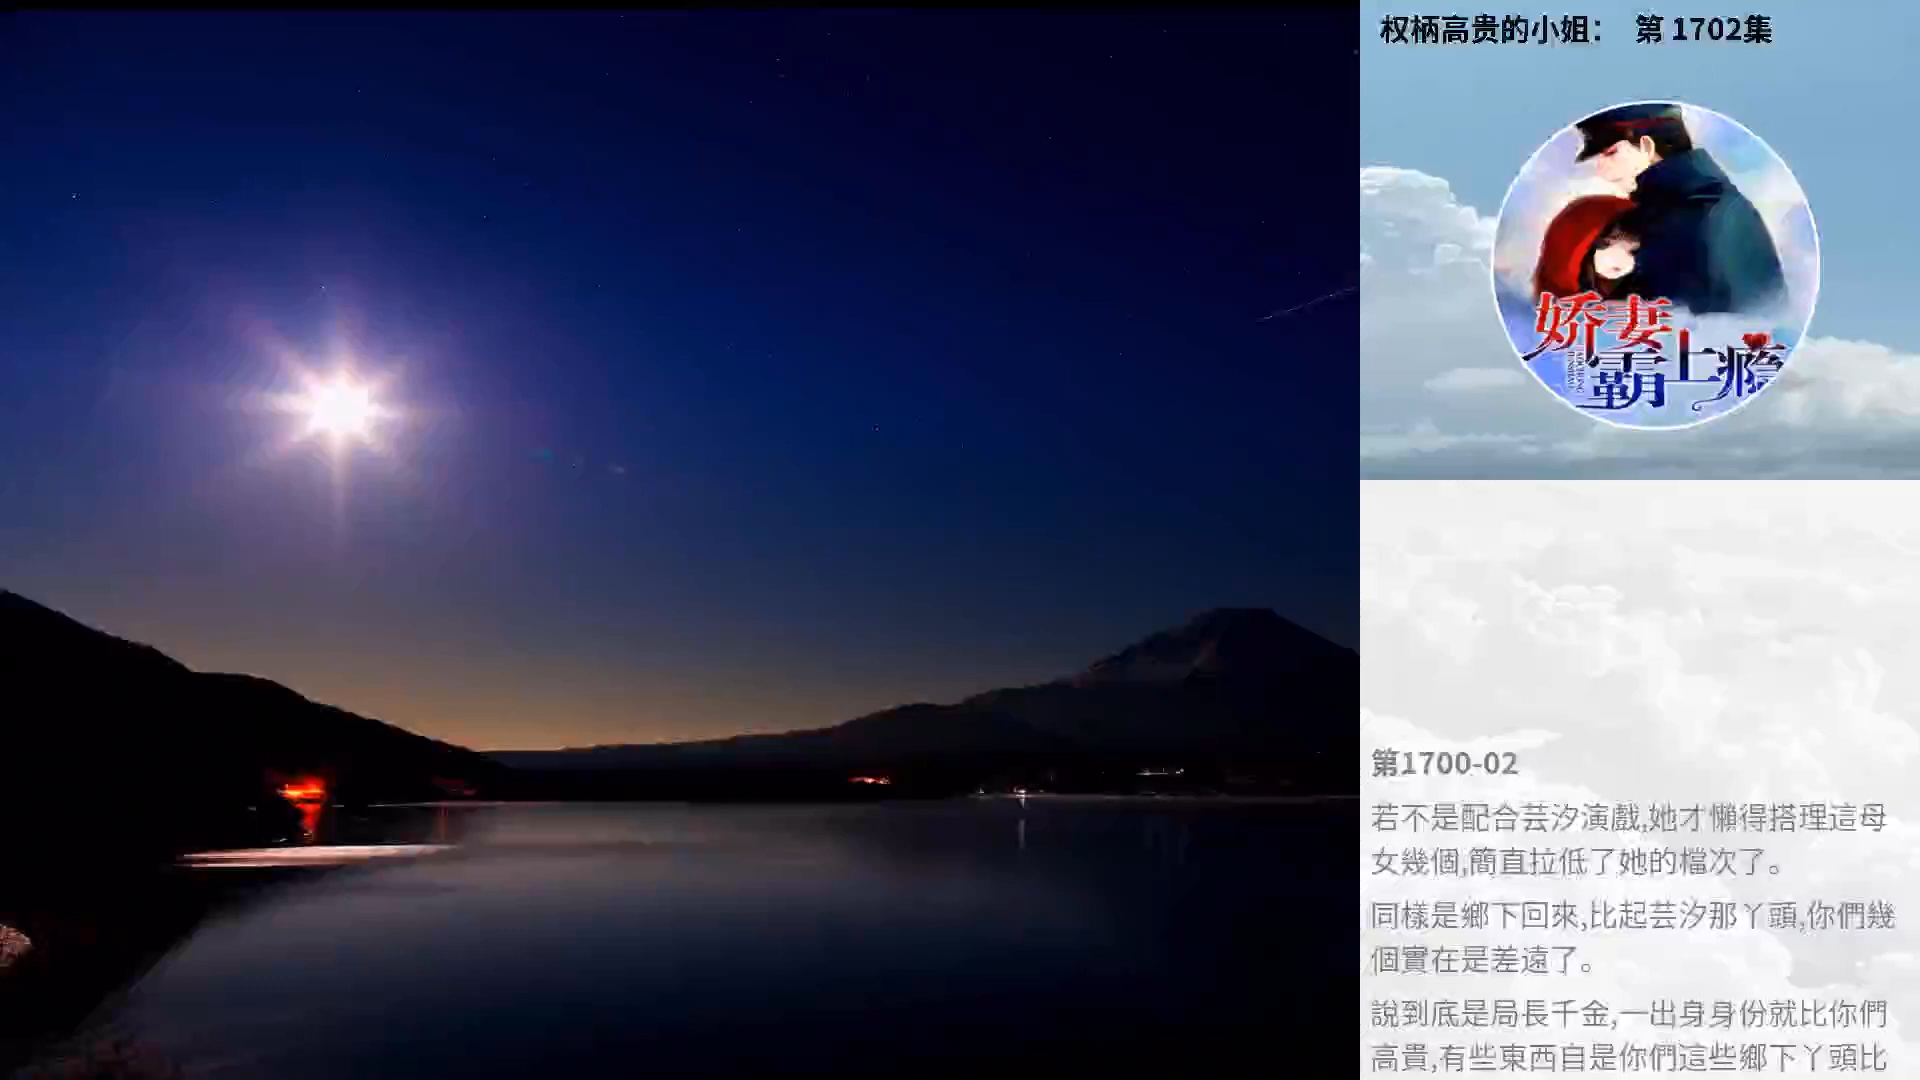 权柄高贵的小姐： 第 1702集
娇妻
霸上瘾
第1700-02
若不是配合芸汐演戲,她才懶得搭理這母
女幾個,簡直拉低了她的檔次了。
同樣是鄉下回來,比起芸汐那丫頭,你們幾
個實在是差遠了。
說到底是局長千金,一出身身份就比你們
高貴,有些東西自是你們這些鄉下丫頭比